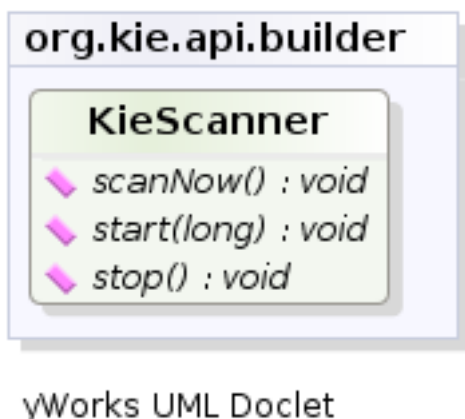 org.kie.api.builder
KieScanner
scanNow() : void
start(long) : void
stop() : void
yWorks UML Doclet